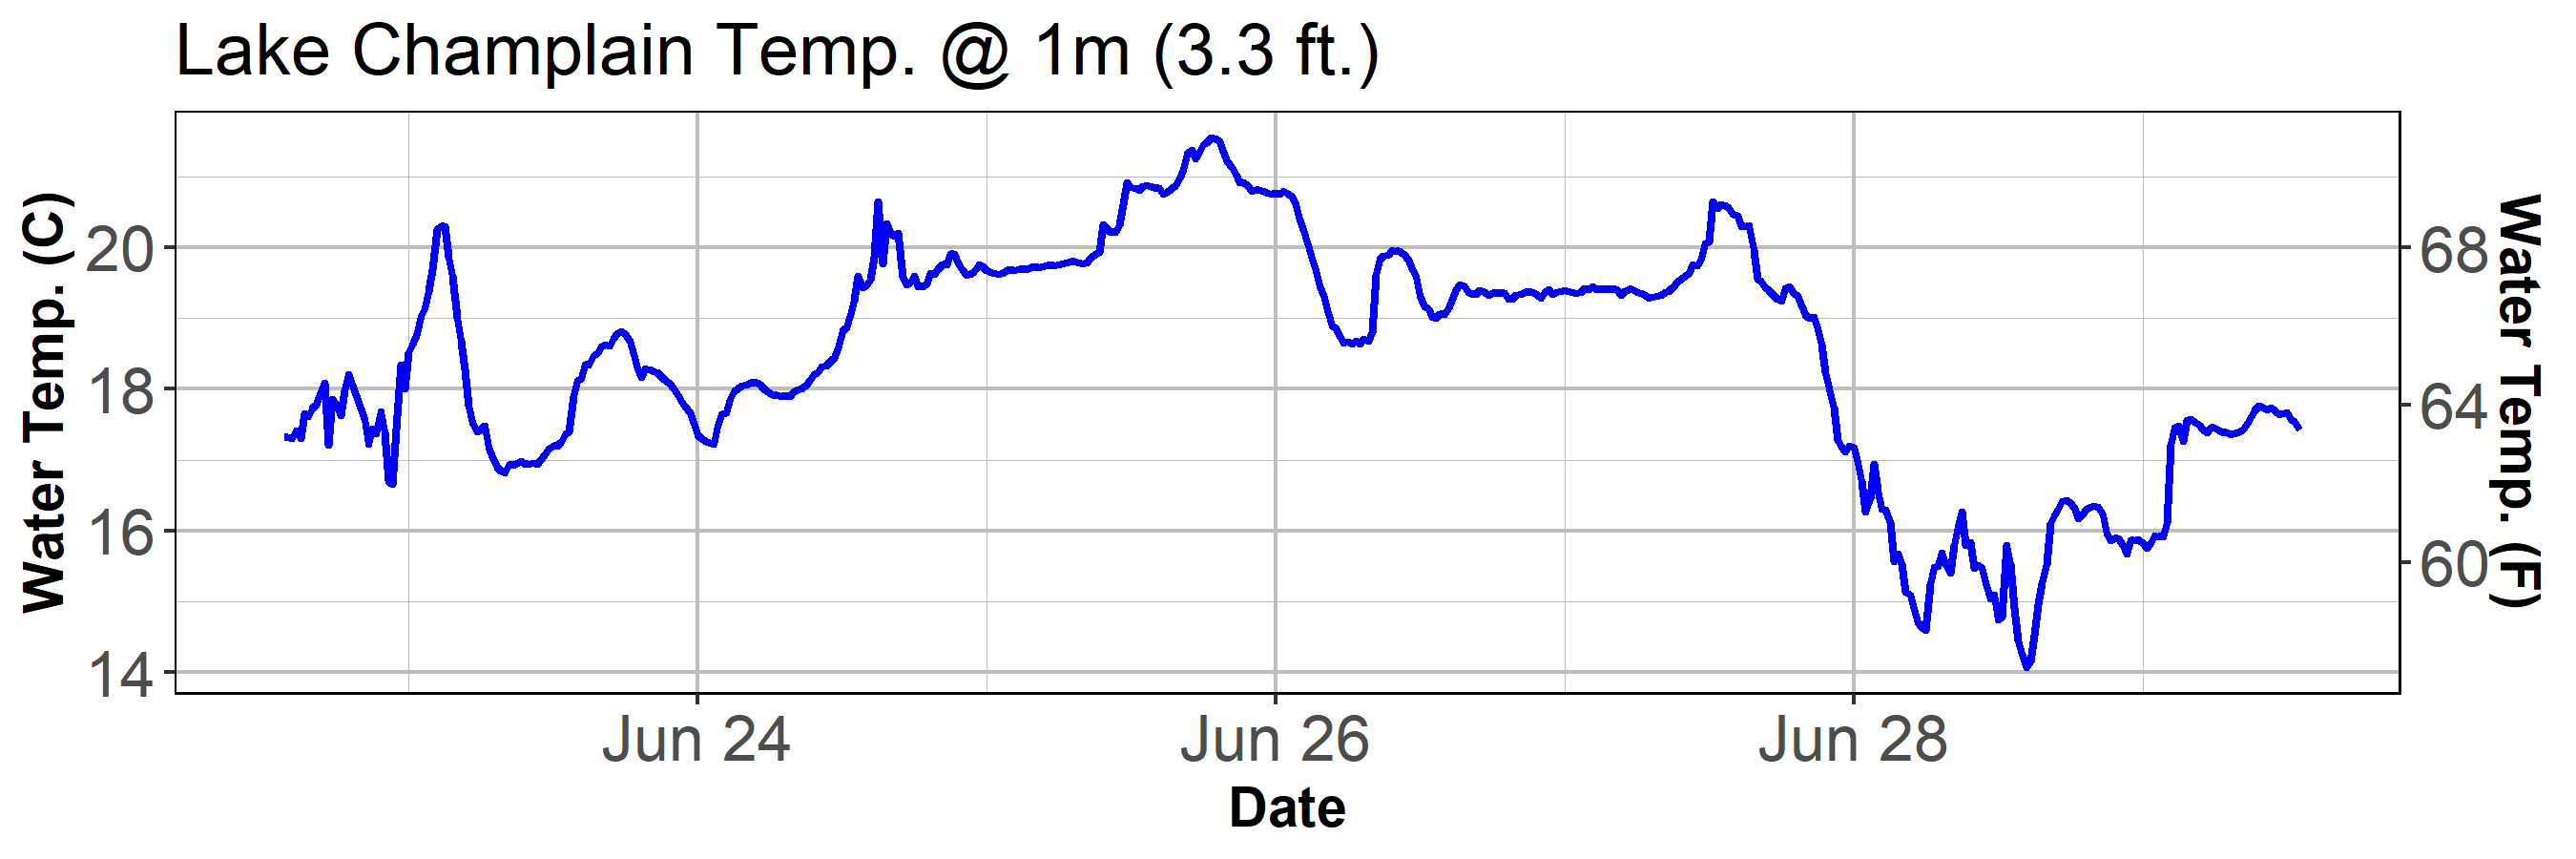 Lake Champlain Temp. @ 1m (3.3 ft.)
Water Temp. (C)
20
18
16
14
68
64
60
Water Temp. (F)
Jun 24
Jun 26
Jun 28
Date